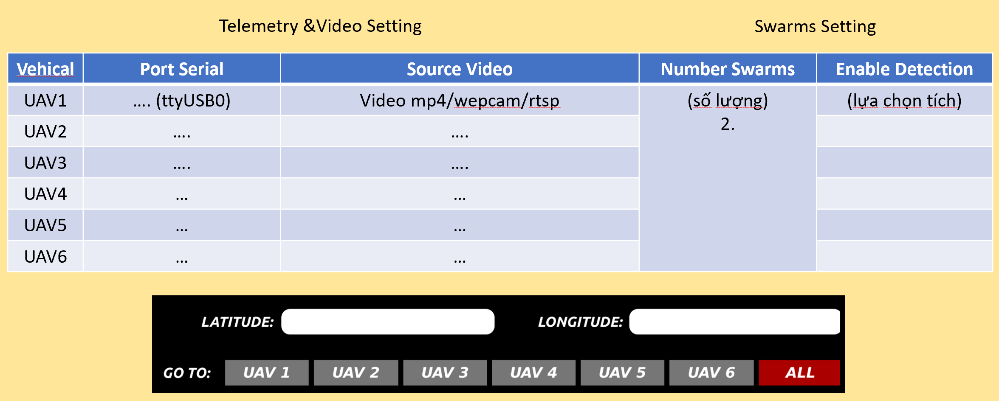 Telemetry &Video Setting
Swarms Setting
Vehical Port Serial Source Video Number Swarms Enable Detection
UAV1 .... (ttyUSB0) Video mp4/wepcam/rtsp (số lượng) (lựa chọn tích)
2.
UAV2 .... ....
UAV3 .... ....
UAV4 ... ...
UAV5 ... ...
UAV6 ... ...
LATITUDE: LONGITUDE:
GO TO: UAV 1 UAV 2 UAV 3 UAV 4 UAV 5 UAV 6 ALL